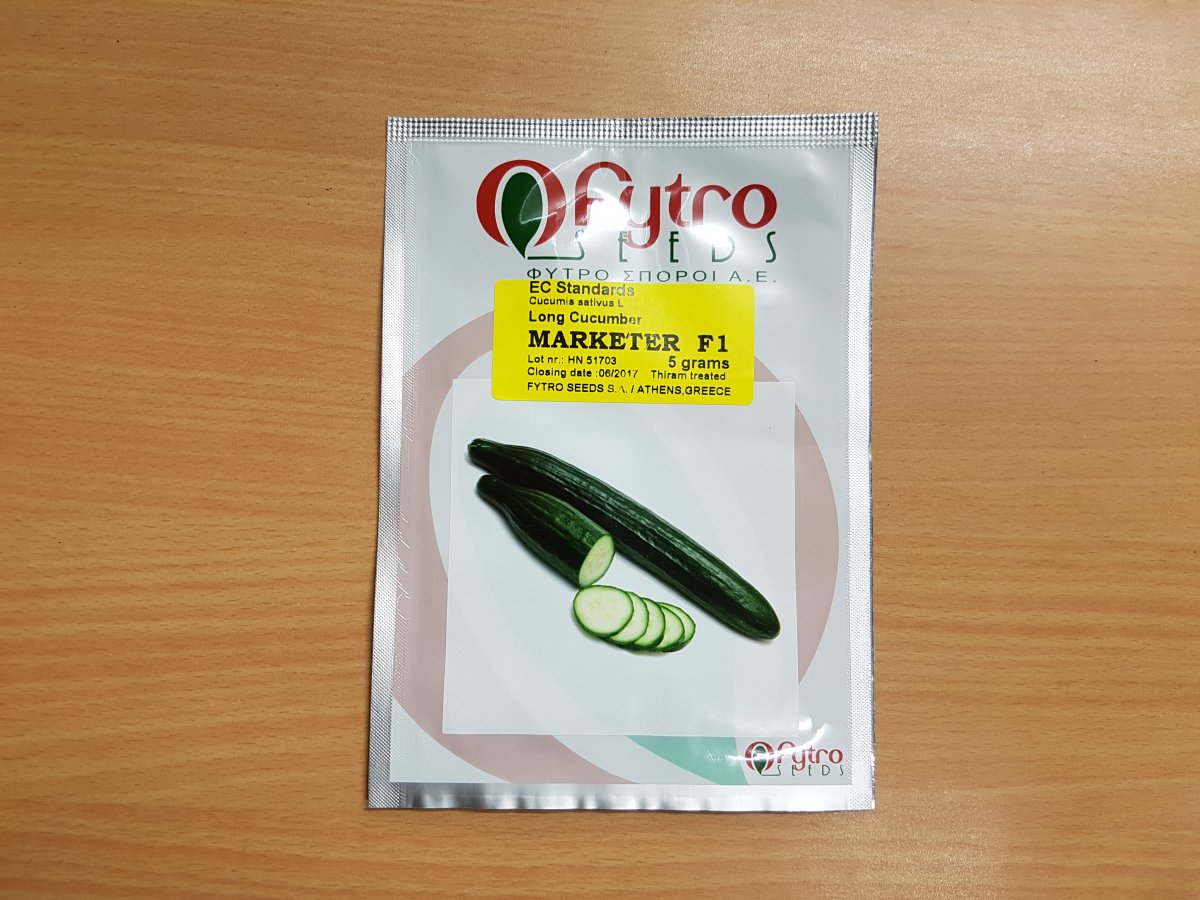 fytro
SEEDS
ΦΥΤΡΟ ΣΠΟΡΟΙ Α.Ε.
EC Standards
Cucumis sativus L
Long Cucumber
MARKETER F1
Lot nr.: HN 51703 5 grams
Closing date :06/2017 Thiram treated
FYTRO SEEDS S.A. / ATHENS,GREECE
fytro
SEEDS